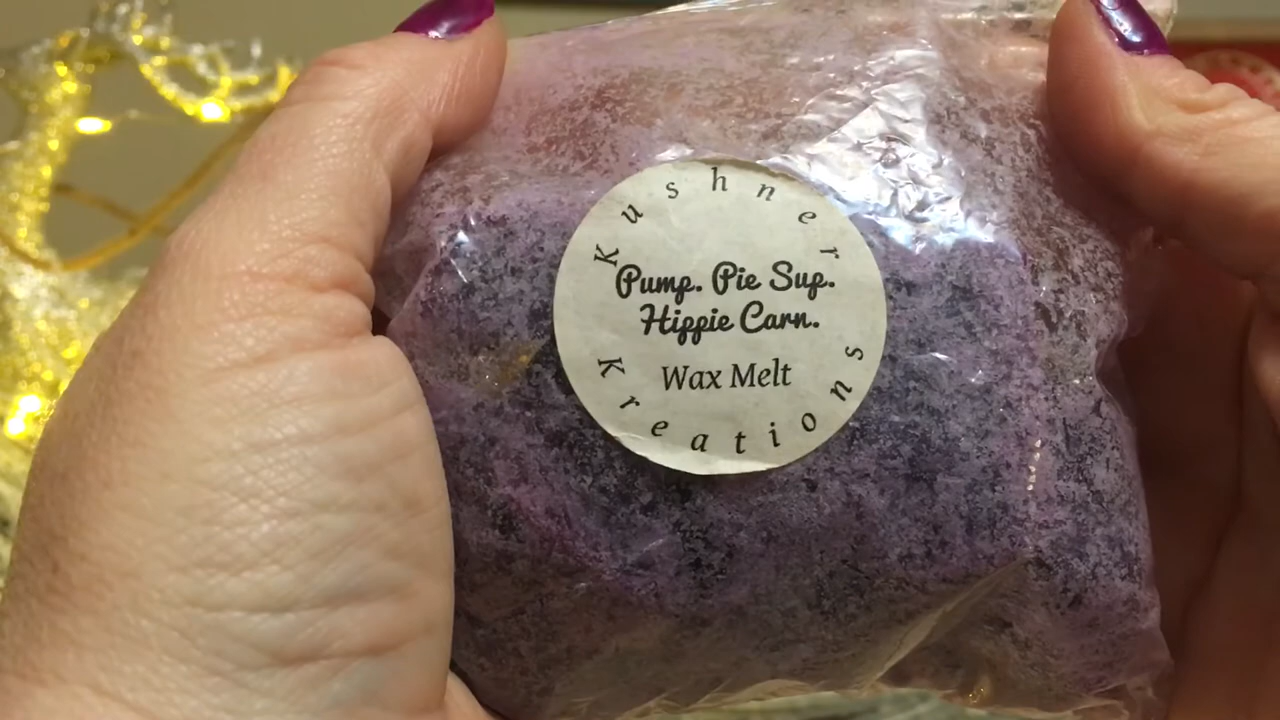 Kushner
Pump. Pie Sup.
Hippie Carn.
Wax Melt
Kreations